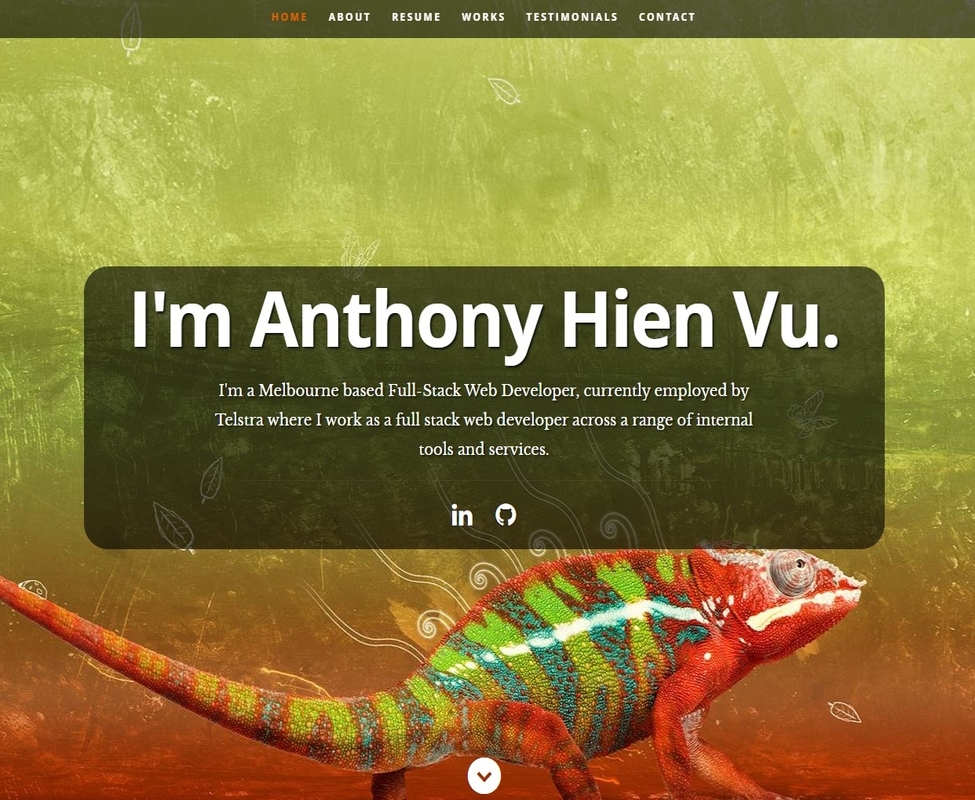 HOME ABOUT RESUME WORKS TESTIMONIALS CONTACT
I'm Anthony Hien Vu.
I'm a Melbourne based Full-Stack Web Developer, currently employed by
Telstra where I work as a full stack web developer across a range of internal
tools and services.
in